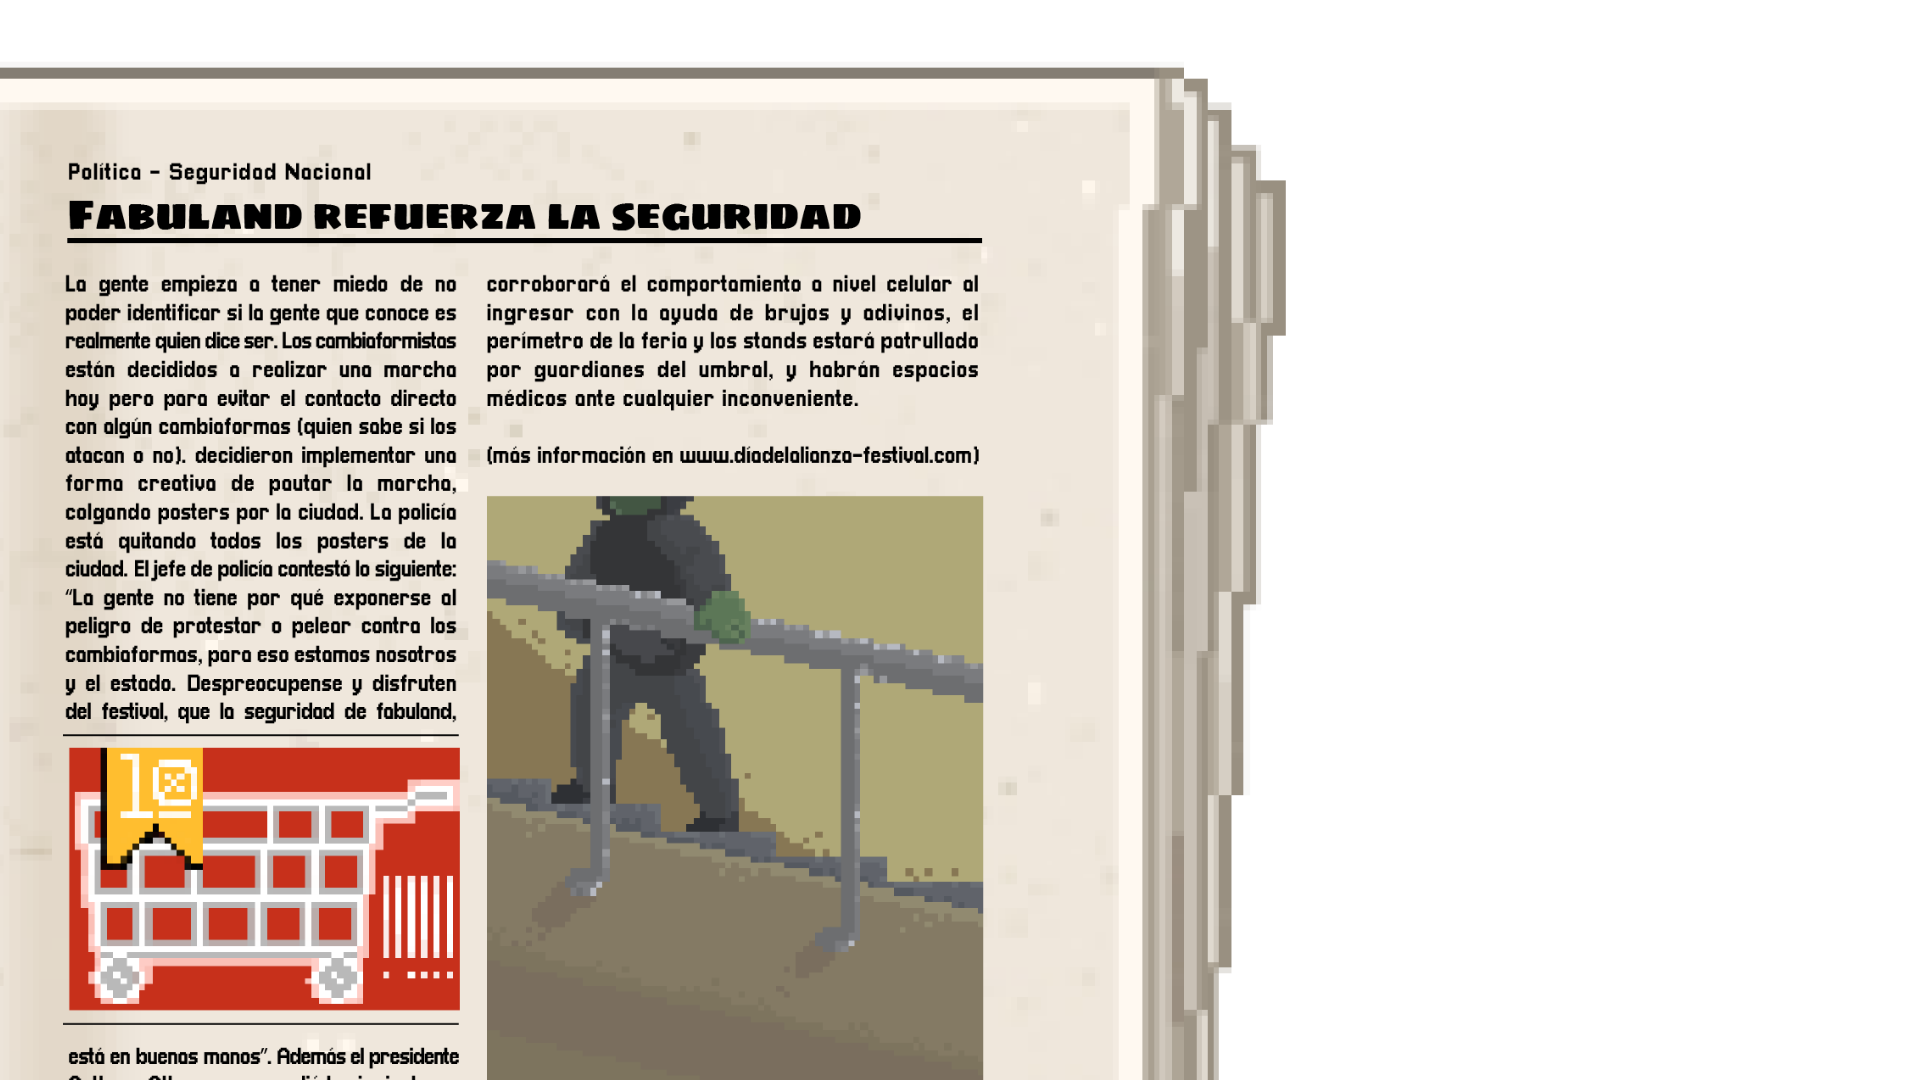 Política - Seguridad Nacional
Fabuland refuerza la seguridad
La gente empieza a tener miedo de no
poder identificar si la gente que conoce es
realmente quien dice ser. Los cambiaformistas
están decididos a realizar una marcha
hoy pero para evitar el contacto directo
con algún cambiaformas (quien sabe si los
atacan o no). decidieron implementar una
forma creativa de pautar la marcha,
colgando posters por la ciudad. La policía
está quitando todos los posters de la
ciudad. El jefe de policía contestó lo siguiente:
“La gente no tiene por qué exponerse al
peligro de protestar o pelear contra los
cambiaformas, para eso estamos nosotros
y el estado. Despreocupense y disfruten
del festival, que la seguridad de fabuland,
10
está en buenas manos”. Además el presidente
corroborará el comportamiento a nivel celular al
ingresar con la ayuda de brujos y adivinos, el
perímetro de la feria y los stands estará patrullado
por guardianes del umbral, y habrán espacios
médicos ante cualquier inconveniente.
(más información en www.díadelalianza-festival.com)